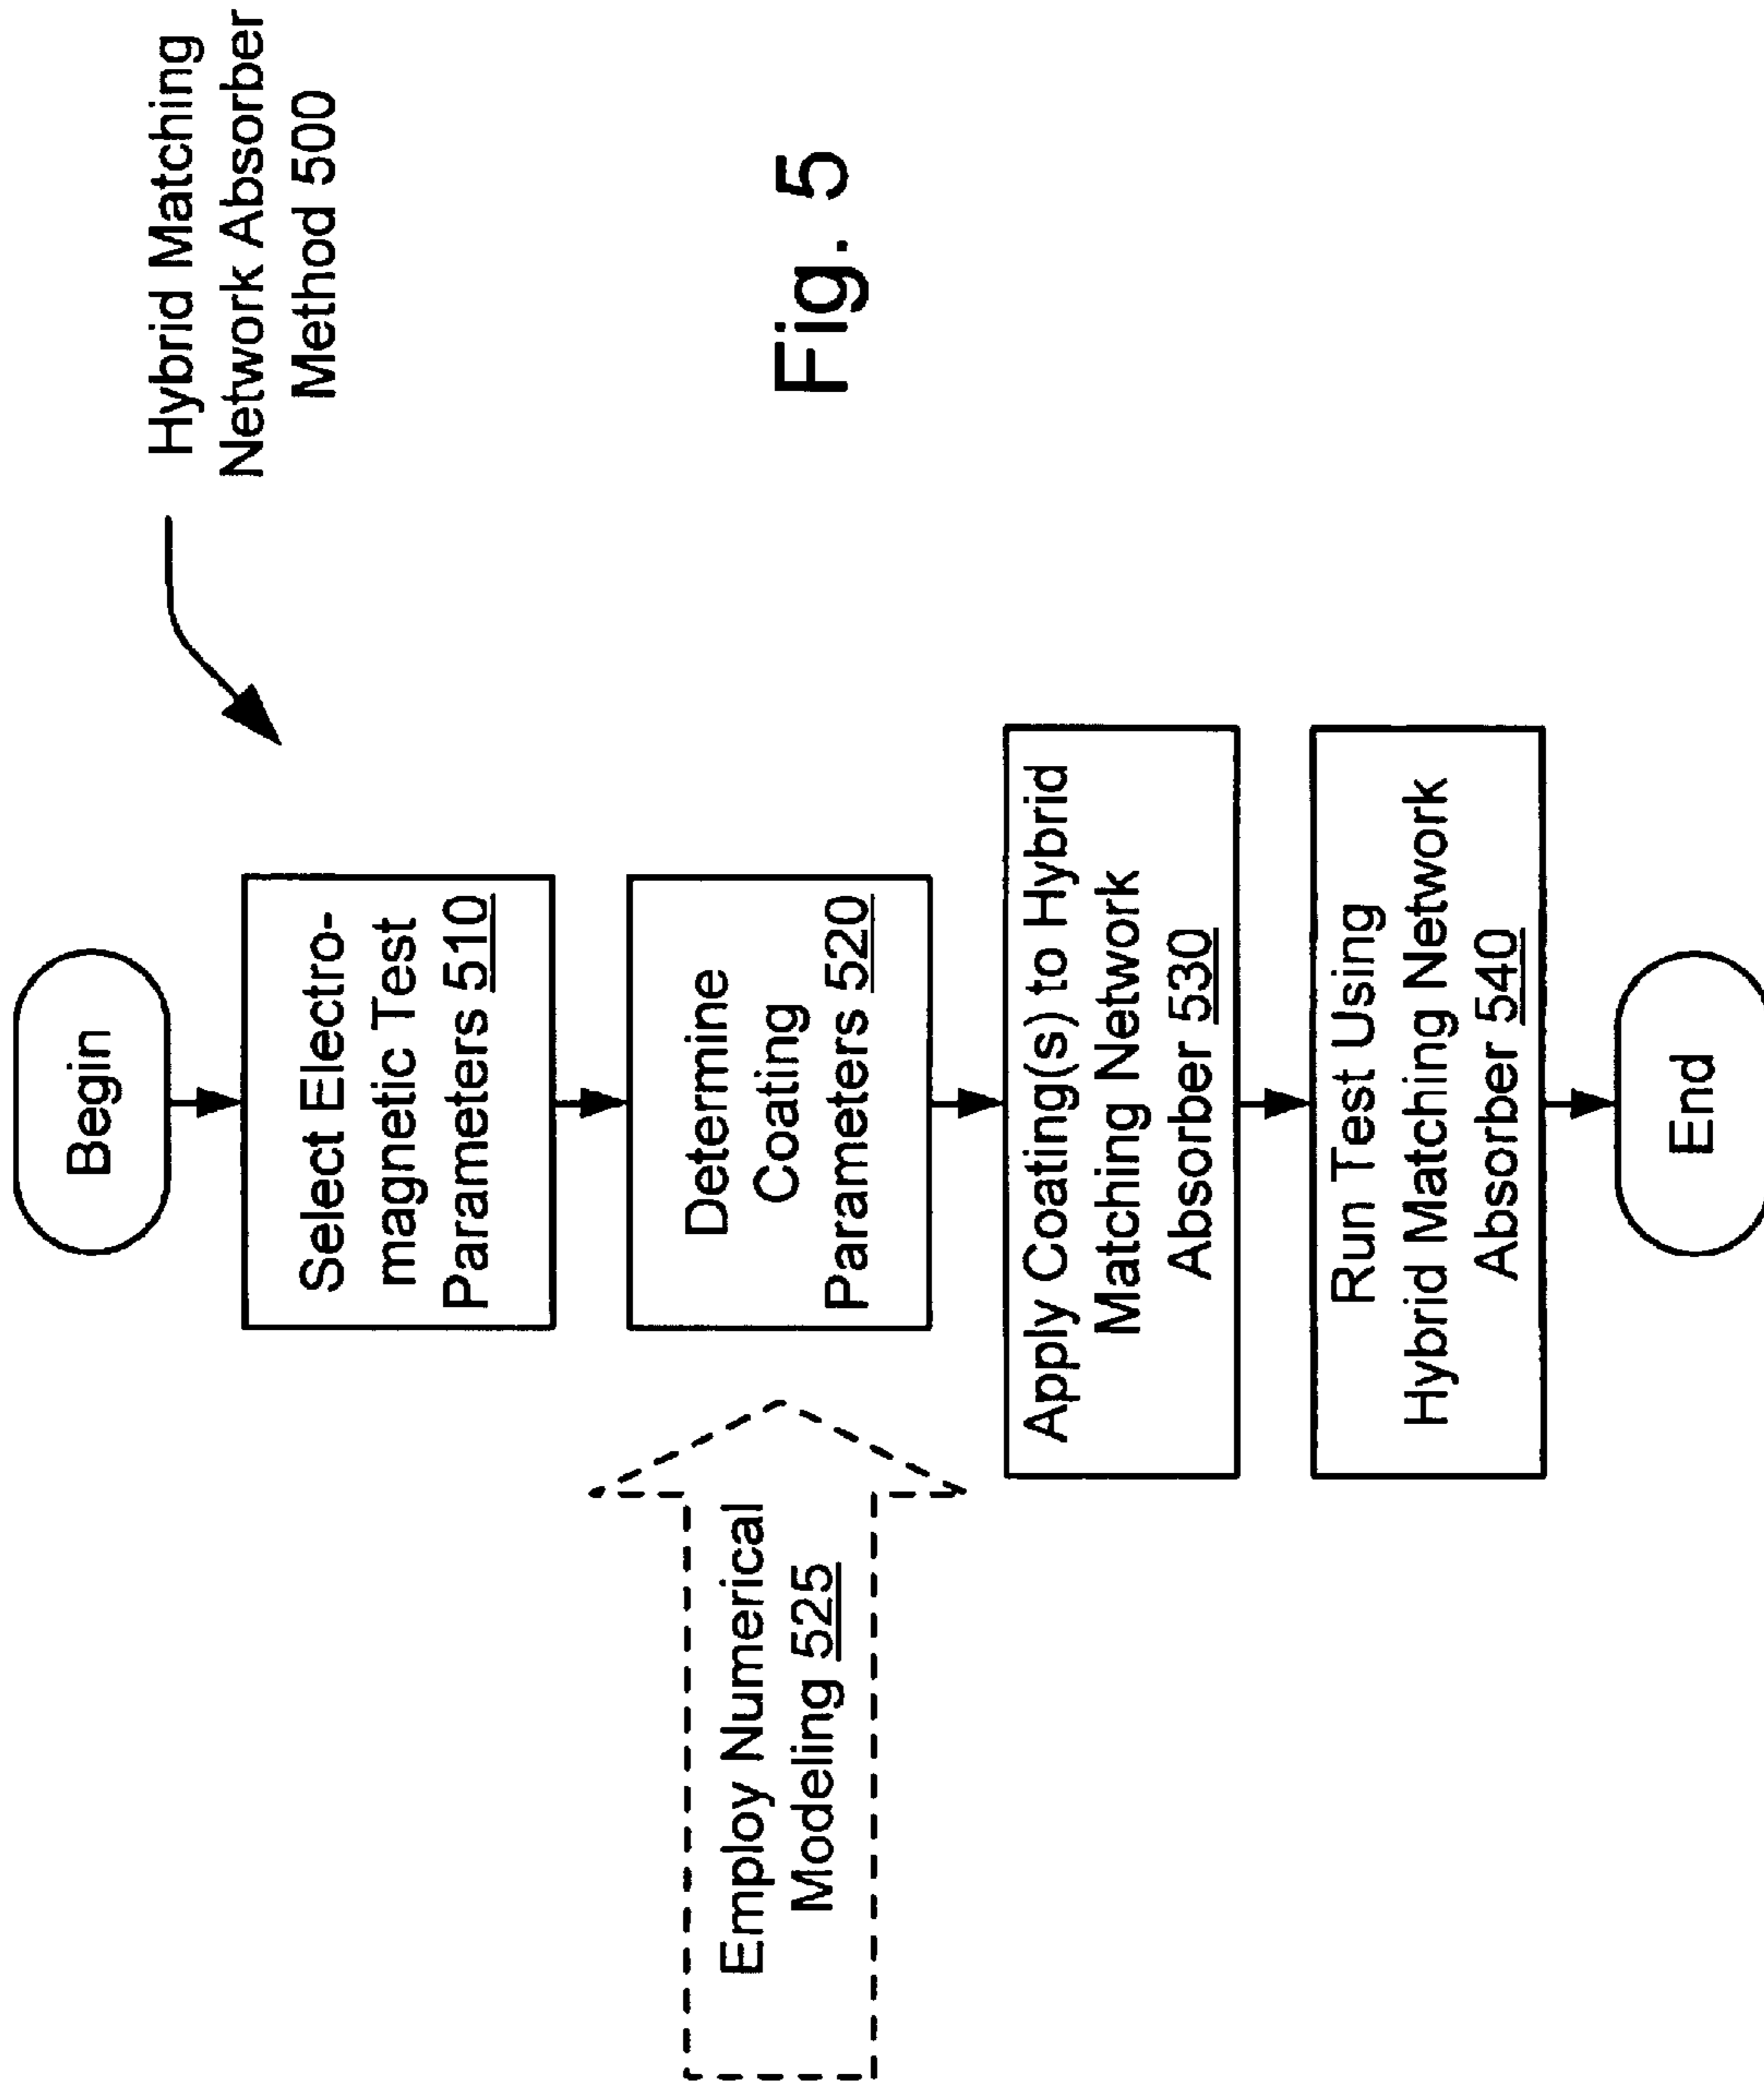 Hybrid Matching
Network Absorber
Method 500
Begin
Select Electro-
magnetic Test
Parameters 510
Employ Numerical
Modeling 525
Determine
Coating
Parameters 520
Apply Coating(s) to Hybrid
Matching Network
Absorber 530
Run Test Using
Hybrid Matching Network
Absorber 540
End
Fig. 5